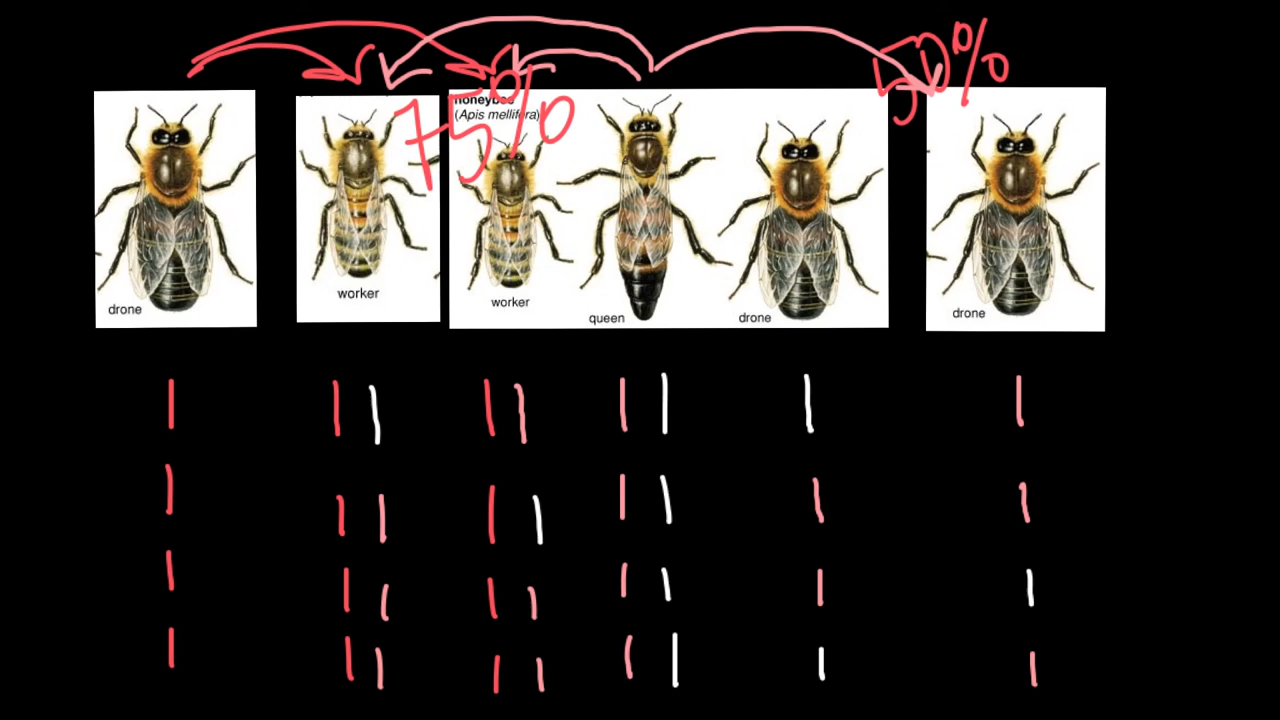 50%
75%
honeybee
(Apis mellifera)
drone
worker
worker
queen
drone
drone